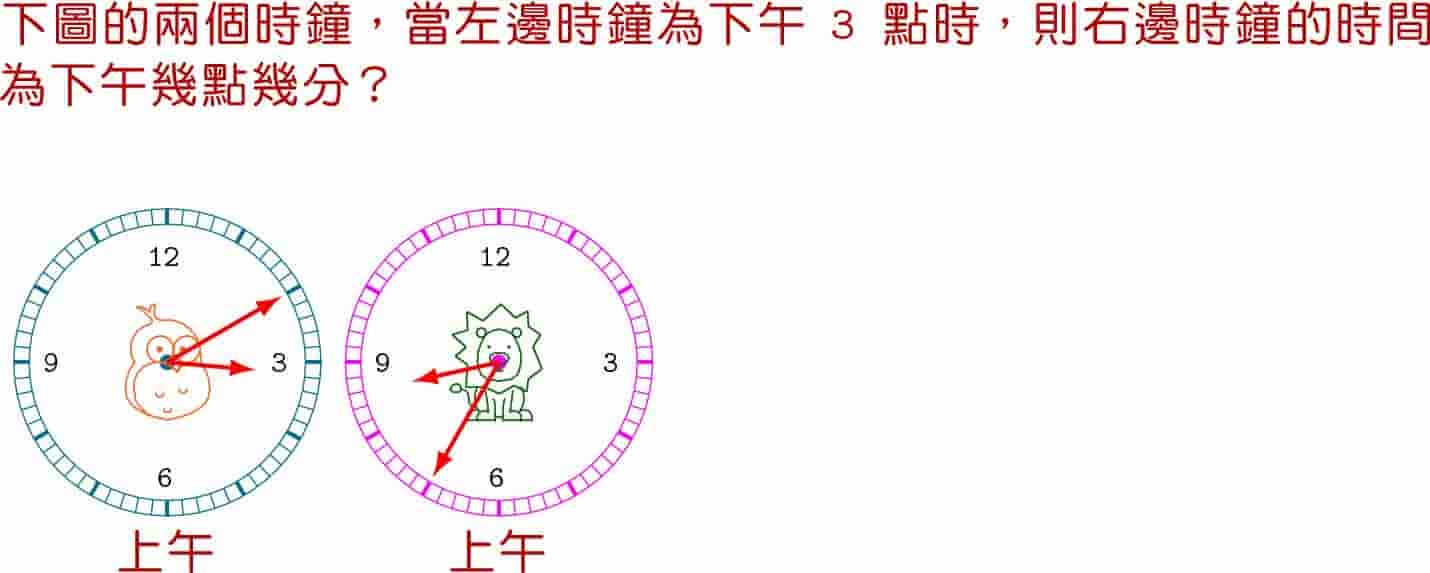 下圖的兩個時鐘，當左邊時鐘為下午 3 點時，則右邊時鐘的時間
為下午幾點幾分？
12 12
9 3 9 3
6 6
上午 上午